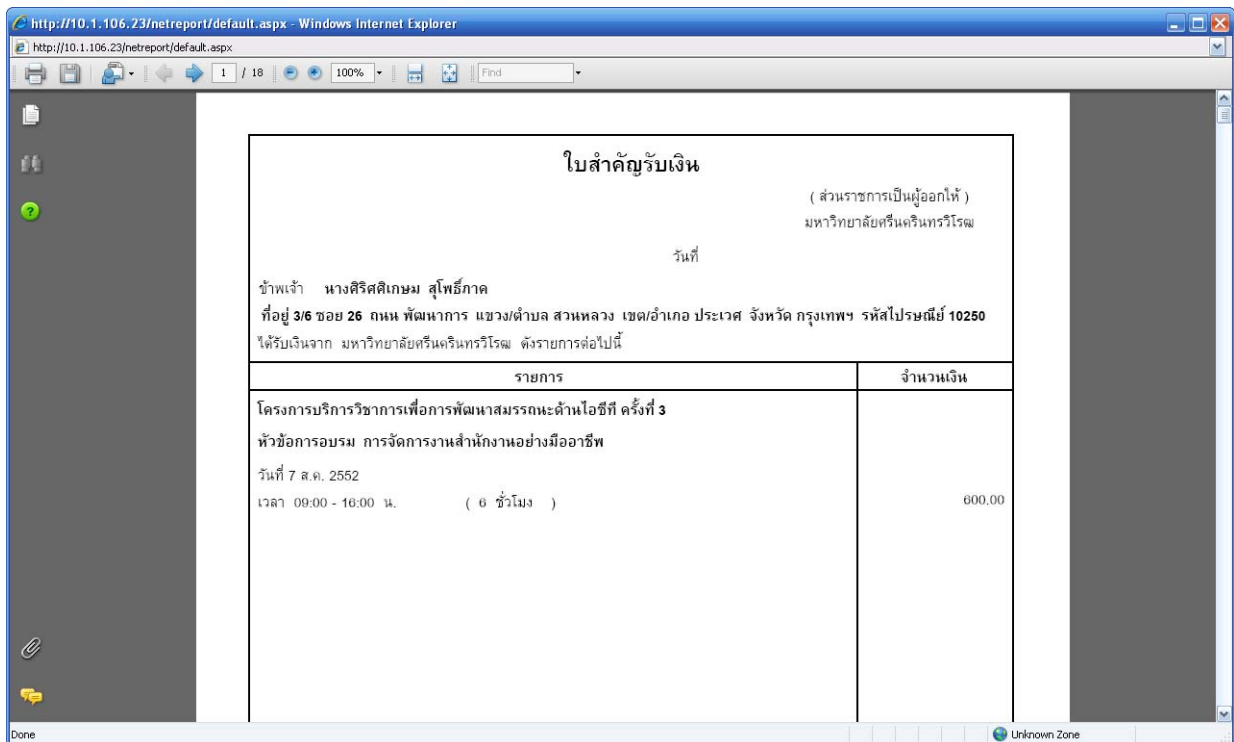 http://10.1.106.23/netreport/default.aspx - Windows Internet Explorer
http://10.1.106.23/netreport/default.aspx
1 / 18 100% Find
ใบสำคัญรับเงิน
( ส่วนราชการเป็นผู้ออกให้ )
มหาวิทยาลัยศรีนครินทรวิโรฒ
วันที่
ข้าพเจ้า นางศิริศศิเกษม สุโพธิ์ภาค
ที่อยู่ 3/6 ซอย 26 ถนน พัฒนาการ แขวง/ตำบล สวนหลวง เขต/อำเภอ ประเวศ จังหวัด กรุงเทพฯ รหัสไปรษณีย์ 10250
ได้รับเงินจาก มหาวิทยาลัยศรีนครินทรวิโรฒ ดังรายการต่อไปนี้
รายการ จำนวนเงิน
โครงการบริการวิชาการเพื่อการพัฒนาสมรรถนะด้านไอซีที ครั้งที่ 3
หัวข้อการอบรม การจัดการงานสำนักงานอย่างมืออาชีพ
วันที่ 7 ส.ค. 2552
เวลา 09:00 - 16:00 น. ( 6 ชั่วโมง ) 600.00
Done Unknown Zone